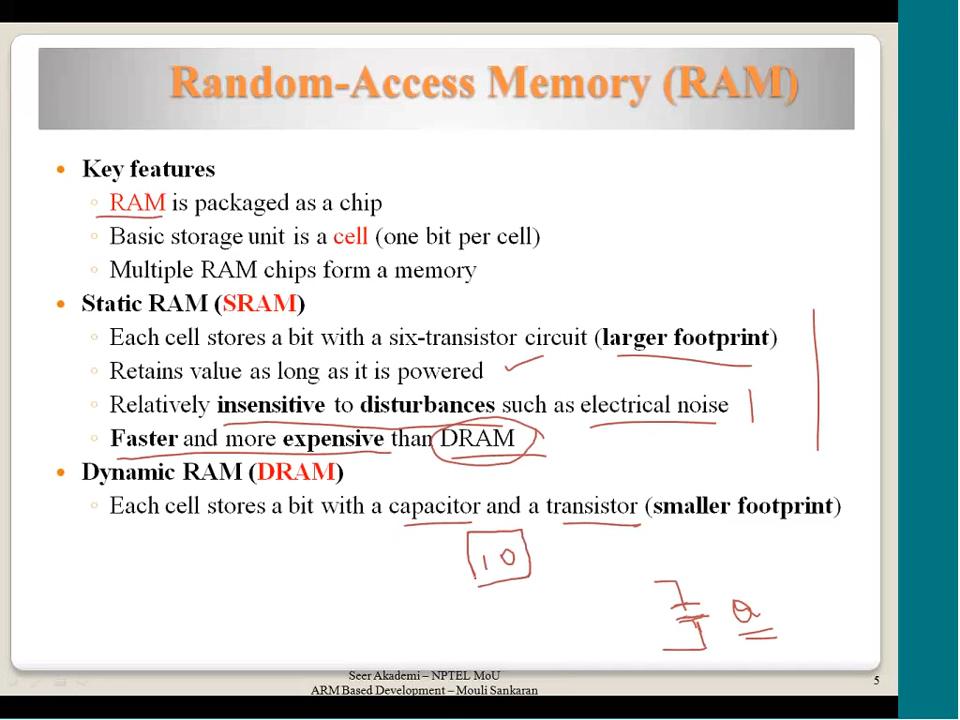 Random-Access Memory (RAM)
• Key features
◦ RAM is packaged as a chip
◦ Basic storage unit is a cell (one bit per cell)
◦ Multiple RAM chips form a memory
• Static RAM (SRAM)
◦ Each cell stores a bit with a six-transistor circuit (larger footprint)
◦ Retains value as long as it is powered
◦ Relatively insensitive to disturbances such as electrical noise
◦ Faster and more expensive than DRAM
• Dynamic RAM (DRAM)
◦ Each cell stores a bit with a capacitor and a transistor (smaller footprint)
1 0
Seer Akademi – NPTEL MoU
ARM Based Development – Mouli Sankaran
5